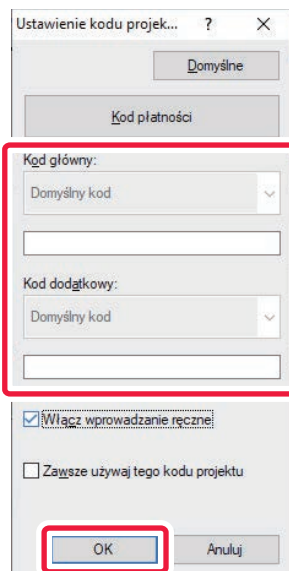 Ustawienie kodu projek... ? X
Domyślne
Kod płatności
Kod główny:
Domyślny kod
Kod dodatkowy:
Domyślny kod
Włącz wprowadzanie ręczne
Zawsze używaj tego kodu projektu
OK Anuluj